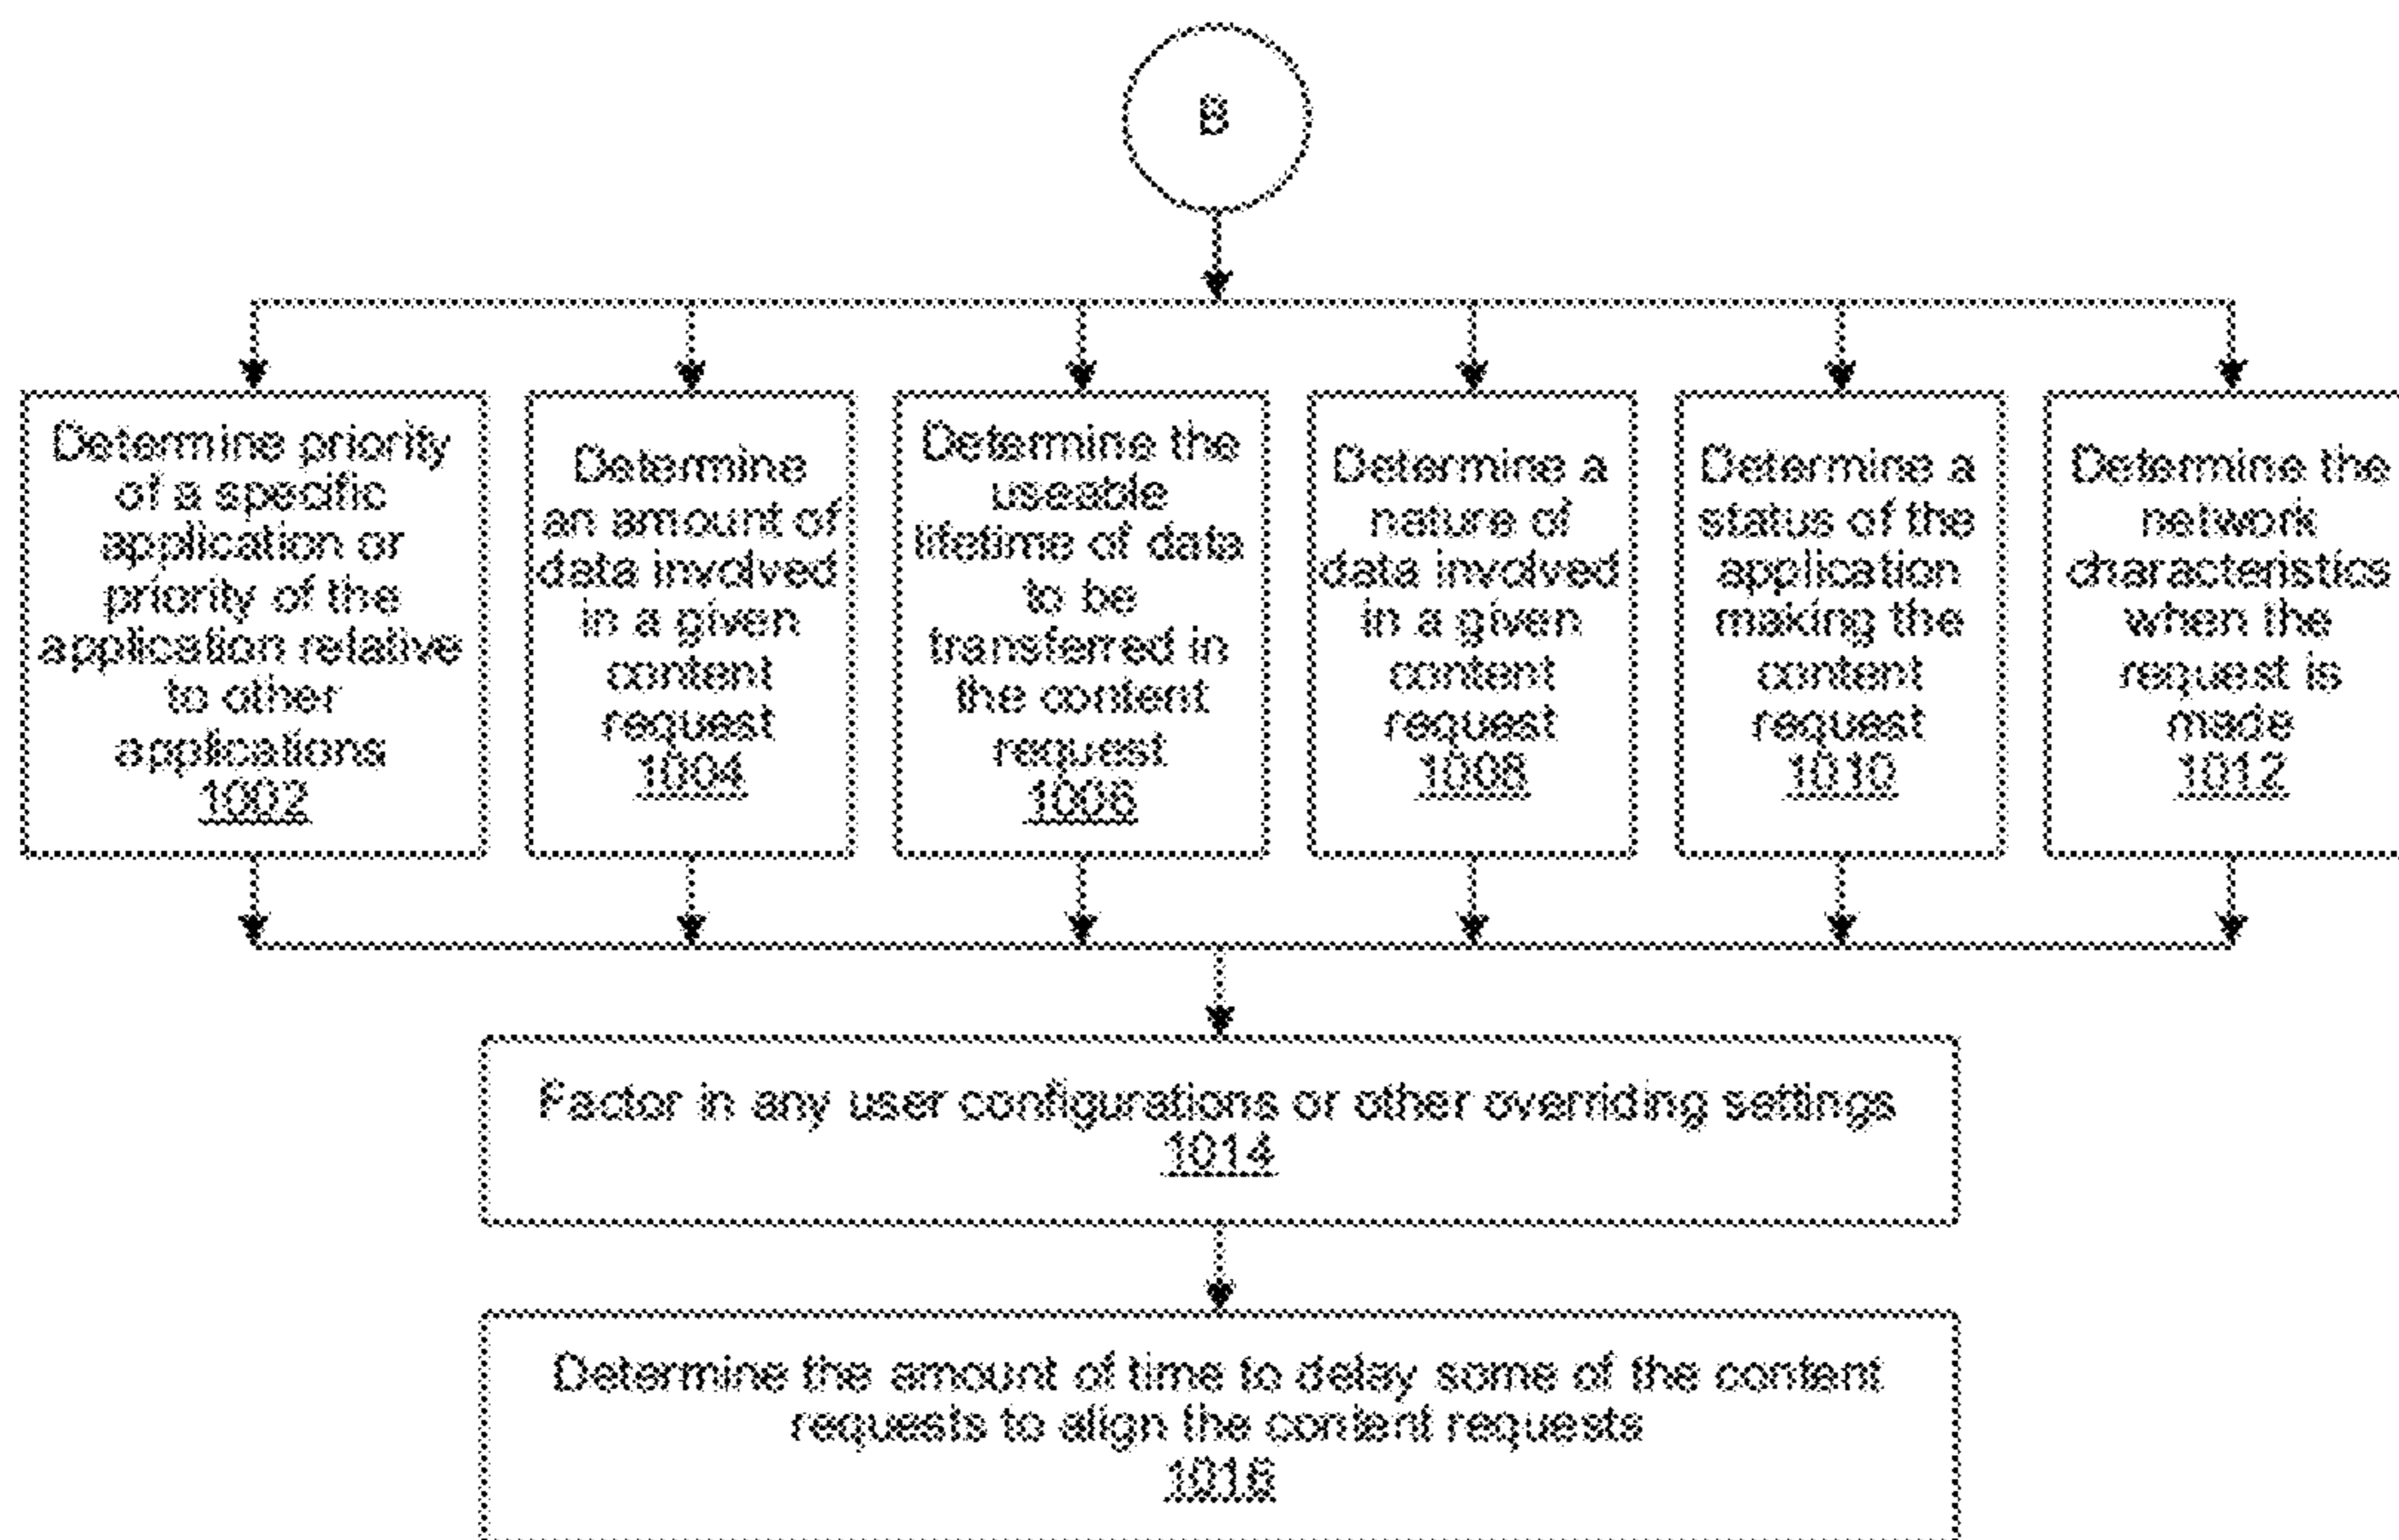 B
Determine priority
of a specific
application or
priority of the
application relative
to other
applications
1002
Determine
an amount of
data involved
in a given
content
request
1004
Determine the
useable
lifetime of data
to be
transferred in
the content
request
1006
Determine a
nature of
data involved
in a given
content
request
1008
Determine a
status of the
application
making the
content
request
1010
Determine the
network
characteristics
when the
request is
made
1012
Factor in any user configurations or other overriding settings
1014
Determine the amount of time to delay some of the content
requests to align the content requests
1016